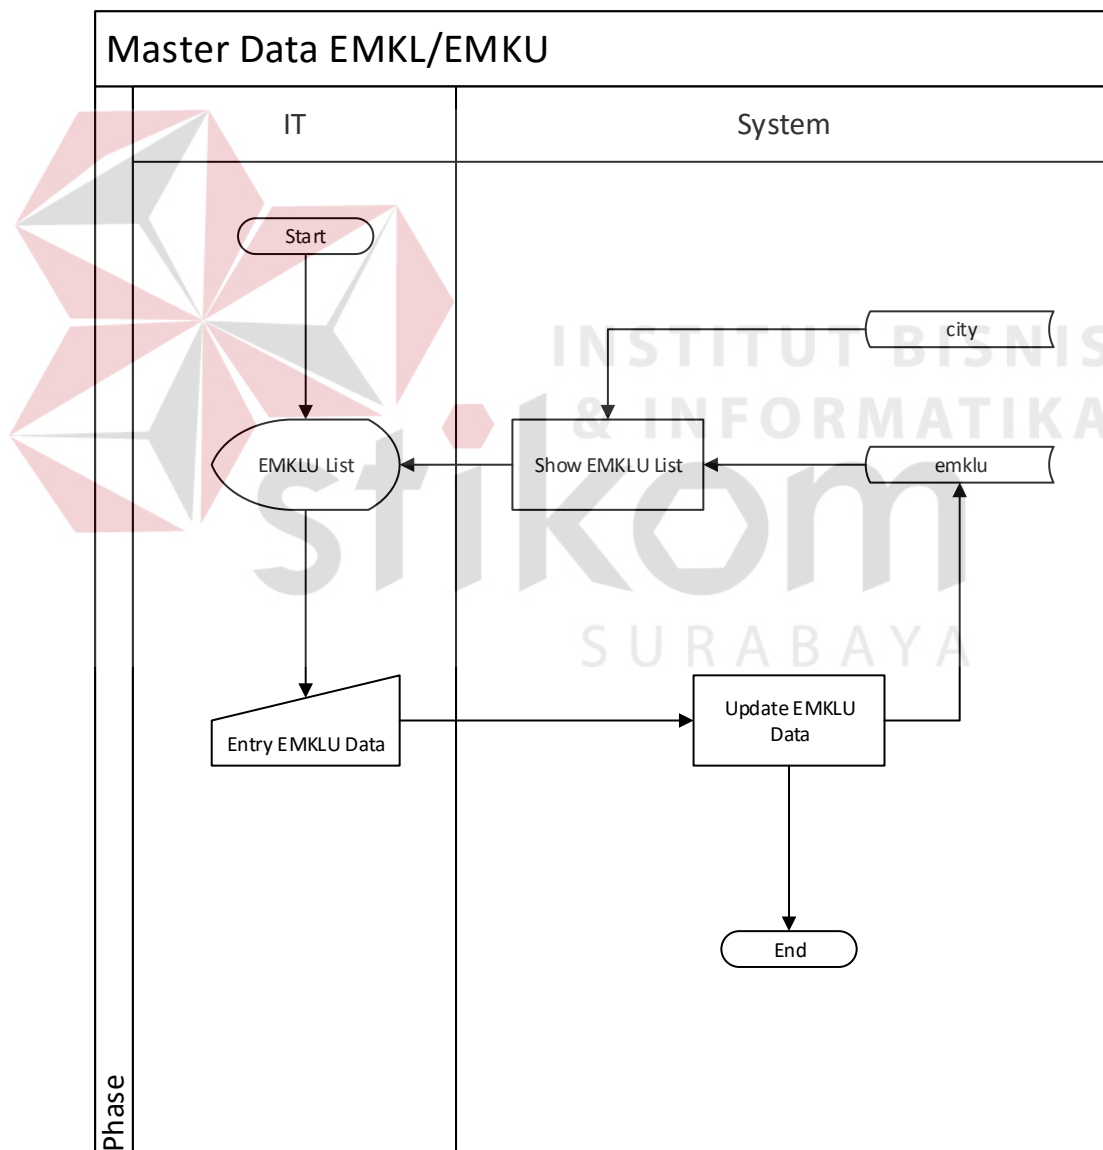 Master Data EMKL/EMKU
IT
System
Start
city
INSTITUT BISNIS
& INFORMATIKA
EMKLU List
Show EMKLU List
emklu
stikom
SURABAYA
Entry EMKLU Data
Update EMKLU
Data
End
Phase